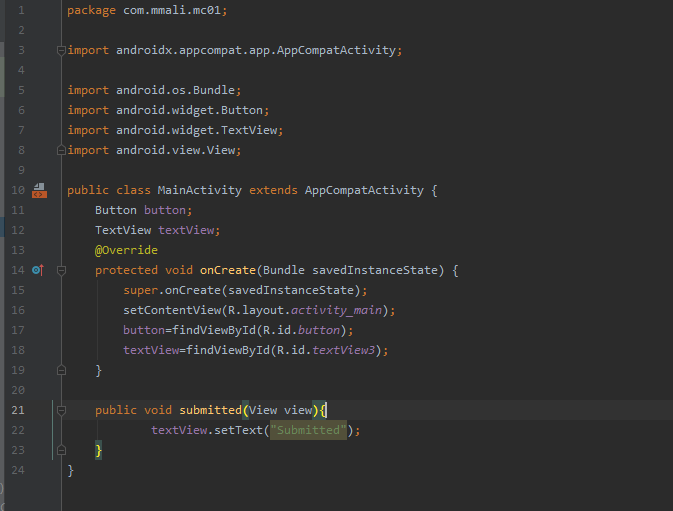 1 package com.mmali.mc01;
2
3 import androidx.appcompat.app.AppCompatActivity;
4
5 import android.os.Bundle;
6 import android.widget.Button;
7 import android.widget.TextView;
8 import android.view.View;
9
10 public class MainActivity extends AppCompatActivity {
11 Button button;
12 TextView textView;
13 @Override
14 protected void onCreate(Bundle savedInstanceState) {
15 super.onCreate(savedInstanceState);
16 setContentView(R.layout.activity_main);
17 button=findViewById(R.id.button);
18 textView=findViewById(R.id.textView3);
19 }
20
21 public void submitted(View view){
22 textView.setText("Submitted");
23 }
24 }